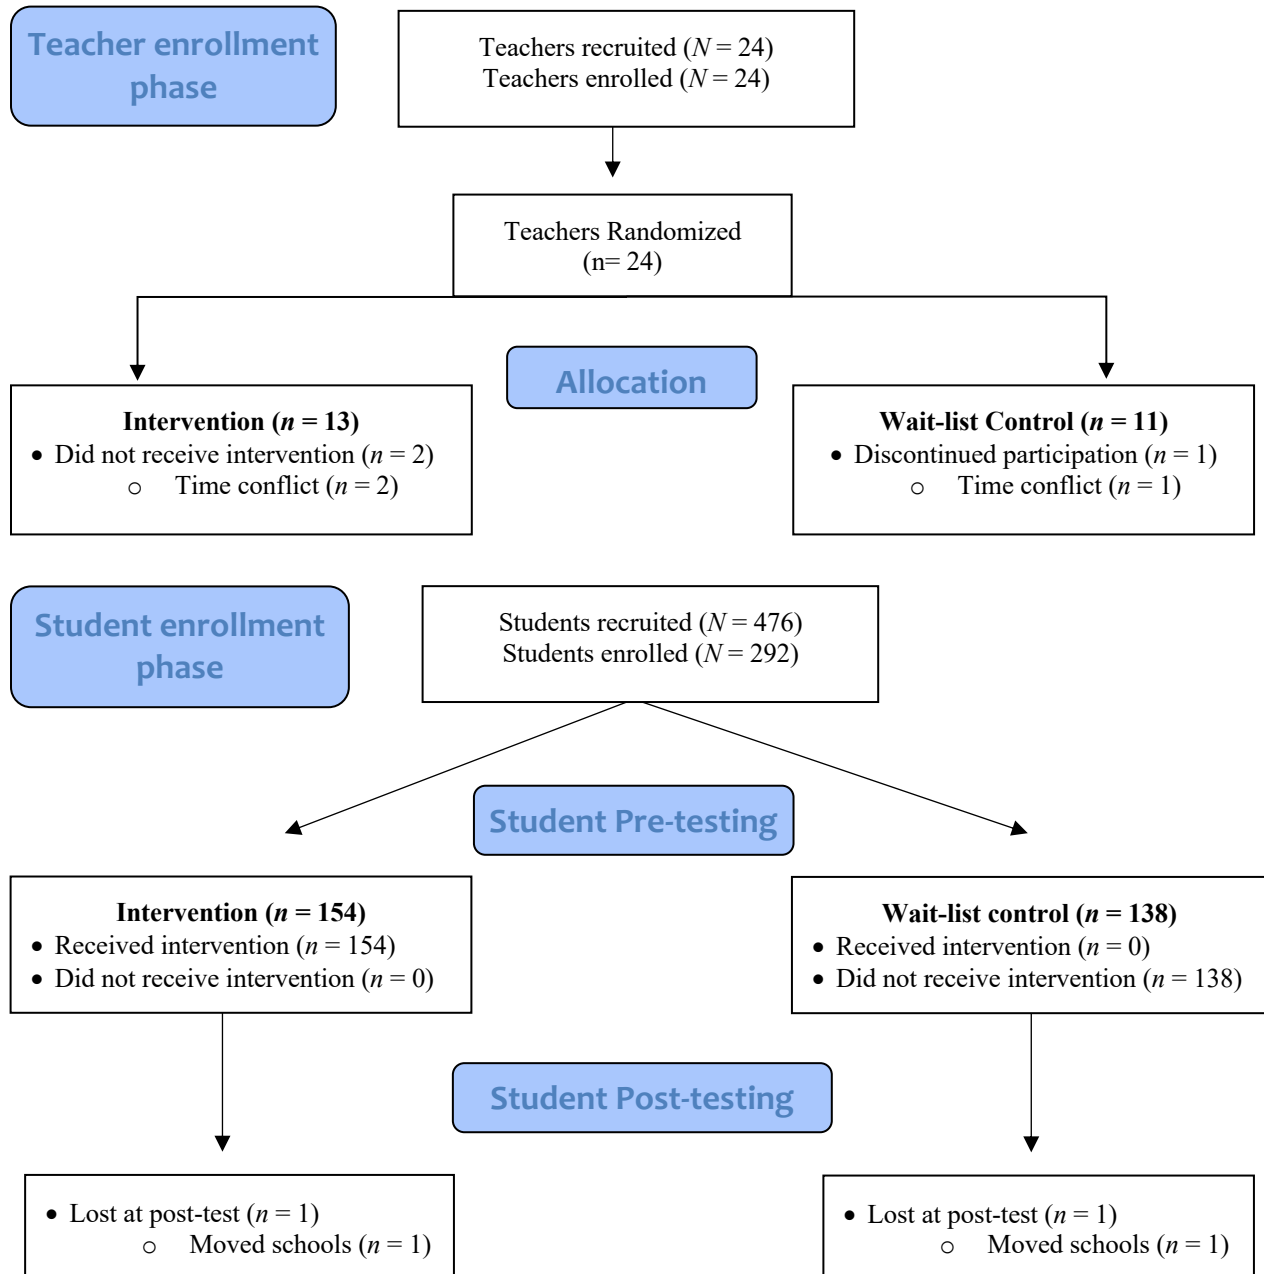 Teacher enrollment
phase
Teachers recruited (N = 24)
Teachers enrolled (N = 24)
Teachers Randomized
(n= 24)
Allocation
Intervention (n = 13)
• Did not receive intervention (n = 2)
o Time conflict (n = 2)
Wait-list Control (n = 11)
• Discontinued participation (n = 1)
o Time conflict (n = 1)
Student enrollment
phase
Students recruited (N = 476)
Students enrolled (N = 292)
Student Pre-testing
Intervention (n = 154)
• Received intervention (n = 154)
• Did not receive intervention (n = 0)
Wait-list control (n = 138)
• Received intervention (n = 0)
• Did not receive intervention (n = 138)
Student Post-testing
• Lost at post-test (n = 1)
o Moved schools (n = 1)
• Lost at post-test (n = 1)
o Moved schools (n = 1)